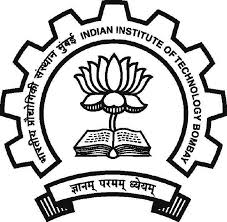 भारतीय प्रौद्योगिकी संस्थान मुंबई
INDIAN INSTITUTE OF TECHNOLOGY BOMBAY
ज्ञानम् परमम् ध्येयम्